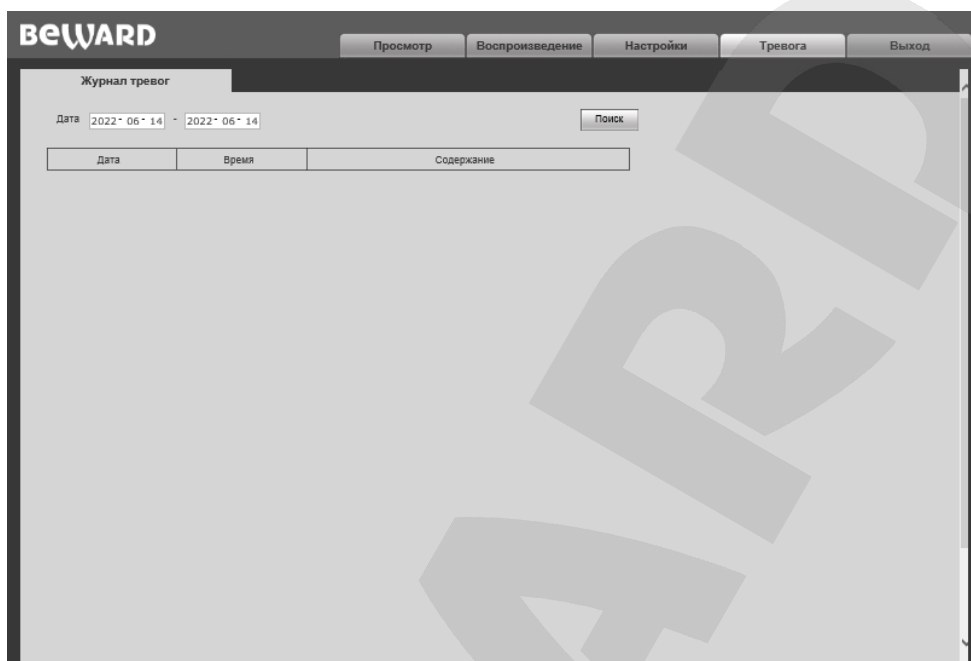 BEWARD
Просмотр Воспроизведение Настройки Тревога Выход
Журнал тревог
Дата 2022- 06- 14 - 2022- 06- 14 Поиск
Дата Время Содержание
ARD